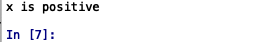 x is positive
In [7]: